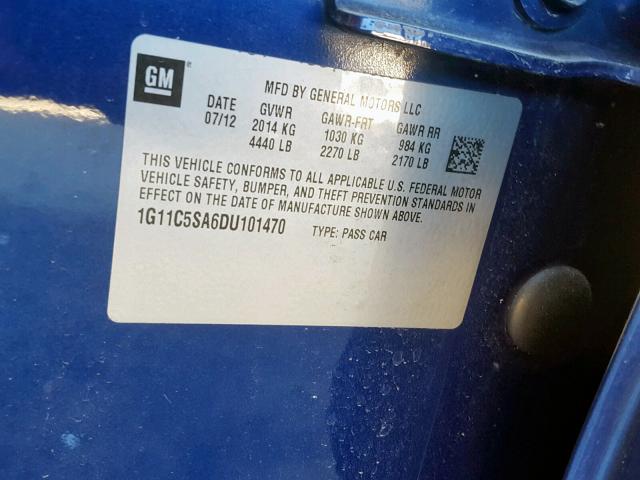 GM
MFD BY GENERAL MOTORS LLC
DATE GVWR GAWR-FRT GAWR RR
07/12 2014 KG 1030 KG 984 KG
4440 LB 2270 LB 2170 LB
THIS VEHICLE CONFORMS TO ALL APPLICABLE U.S. FEDERAL MOTOR
VEHICLE SAFETY, BUMPER, AND THEFT PREVENTION STANDARDS IN
EFFECT ON THE DATE OF MANUFACTURE SHOWN ABOVE.
1G11C5SA6DU101470 TYPE: PASS CAR